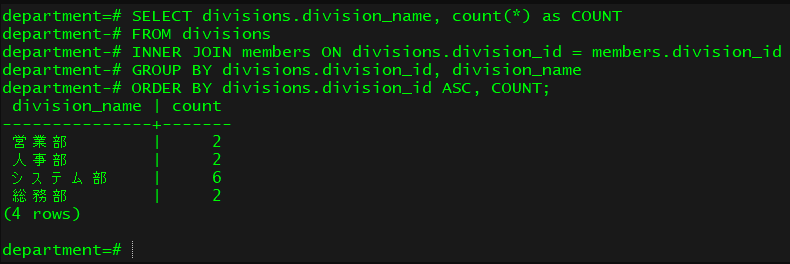 department=# SELECT divisions.division_name, count(*) as COUNT
department-# FROM divisions
department-# INNER JOIN members ON divisions.division_id = members.division_id
department-# GROUP BY divisions.division_id, division_name
department-# ORDER BY divisions.division_id ASC, COUNT;
 division_name | count
---------------+-------
 営業部        |     2
 人事部        |     2
 システム部    |     6
 総務部        |     2
(4 rows)
department=#